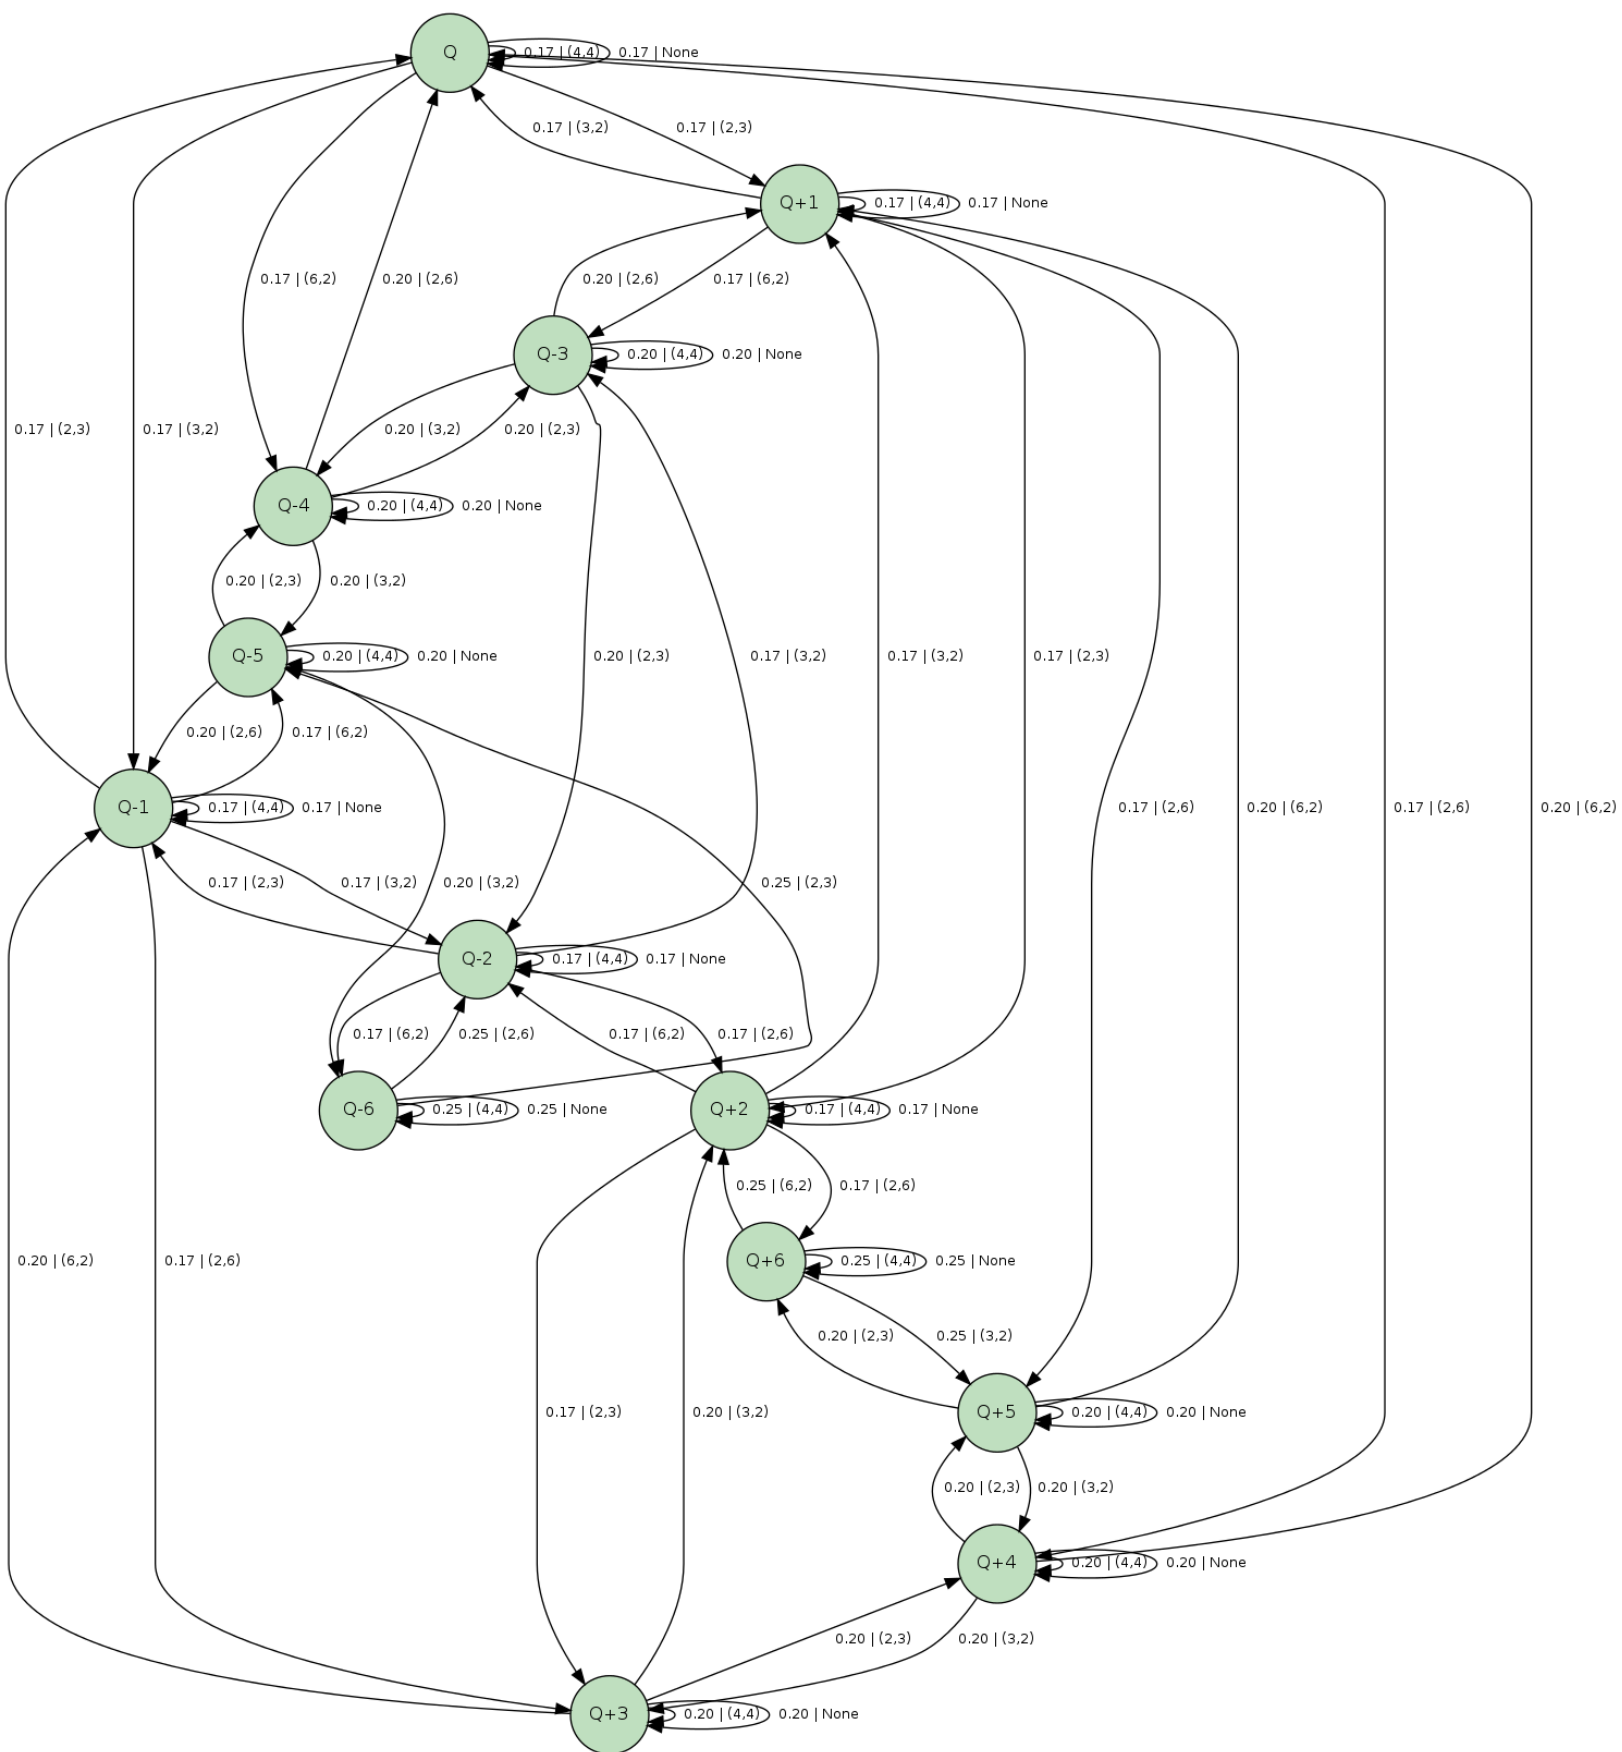 Q
0.17 | (4,4)
0.17 | None
0.17 | (3,2)
0.17 | (2,3)
Q+1
0.17 | (4,4)
0.17 | None
0.17 | (6,2)
0.20 | (2,6)
0.20 | (2,6)
0.17 | (6,2)
Q-3
0.20 | (4,4)
0.20 | None
0.17 | (2,3)
0.17 | (3,2)
0.20 | (3,2)
0.20 | (2,3)
Q-4
0.20 | (4,4)
0.20 | None
0.20 | (2,3)
0.20 | (3,2)
Q-5
0.20 | (4,4)
0.20 | None
0.20 | (2,3)
0.17 | (3,2)
0.17 | (3,2)
0.17 | (2,3)
0.20 | (2,6)
0.17 | (6,2)
Q-1
0.17 | (4,4)
0.17 | None
0.17 | (2,6)
0.20 | (6,2)
0.17 | (2,6)
0.20 | (6,2)
0.17 | (2,3)
0.17 | (3,2)
0.20 | (3,2)
0.25 | (2,3)
Q-2
0.17 | (4,4)
0.17 | None
0.17 | (6,2)
0.25 | (2,6)
0.17 | (6,2)
0.17 | (2,6)
Q-6
0.25 | (4,4)
0.25 | None
Q+2
0.17 | (4,4)
0.17 | None
0.25 | (6,2)
0.17 | (2,6)
0.20 | (6,2)
0.17 | (2,6)
Q+6
0.25 | (4,4)
0.25 | None
0.20 | (2,3)
0.25 | (3,2)
0.17 | (2,3)
0.20 | (3,2)
Q+5
0.20 | (4,4)
0.20 | None
0.20 | (2,3)
0.20 | (3,2)
Q+4
0.20 | (4,4)
0.20 | None
0.20 | (2,3)
0.20 | (3,2)
Q+3
0.20 | (4,4)
0.20 | None